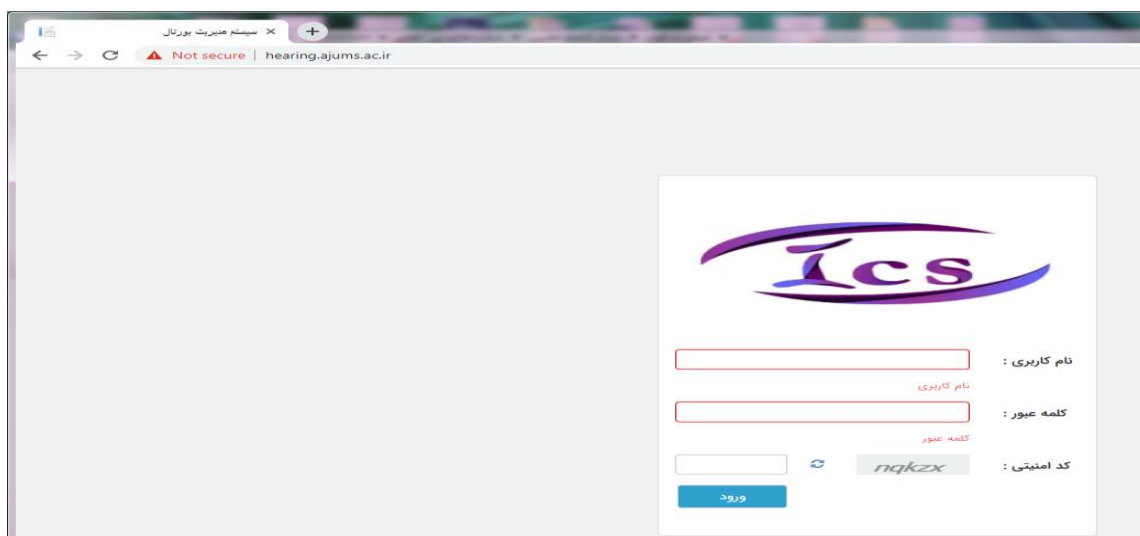 سیستم مدیریت پورتال
Not secure | hearing.ajums.ac.ir
Ics
نام کاربری :
نام کاربری
کلمه عبور :
کلمه عبور
کد امنیتی :
nqkzx
ورود